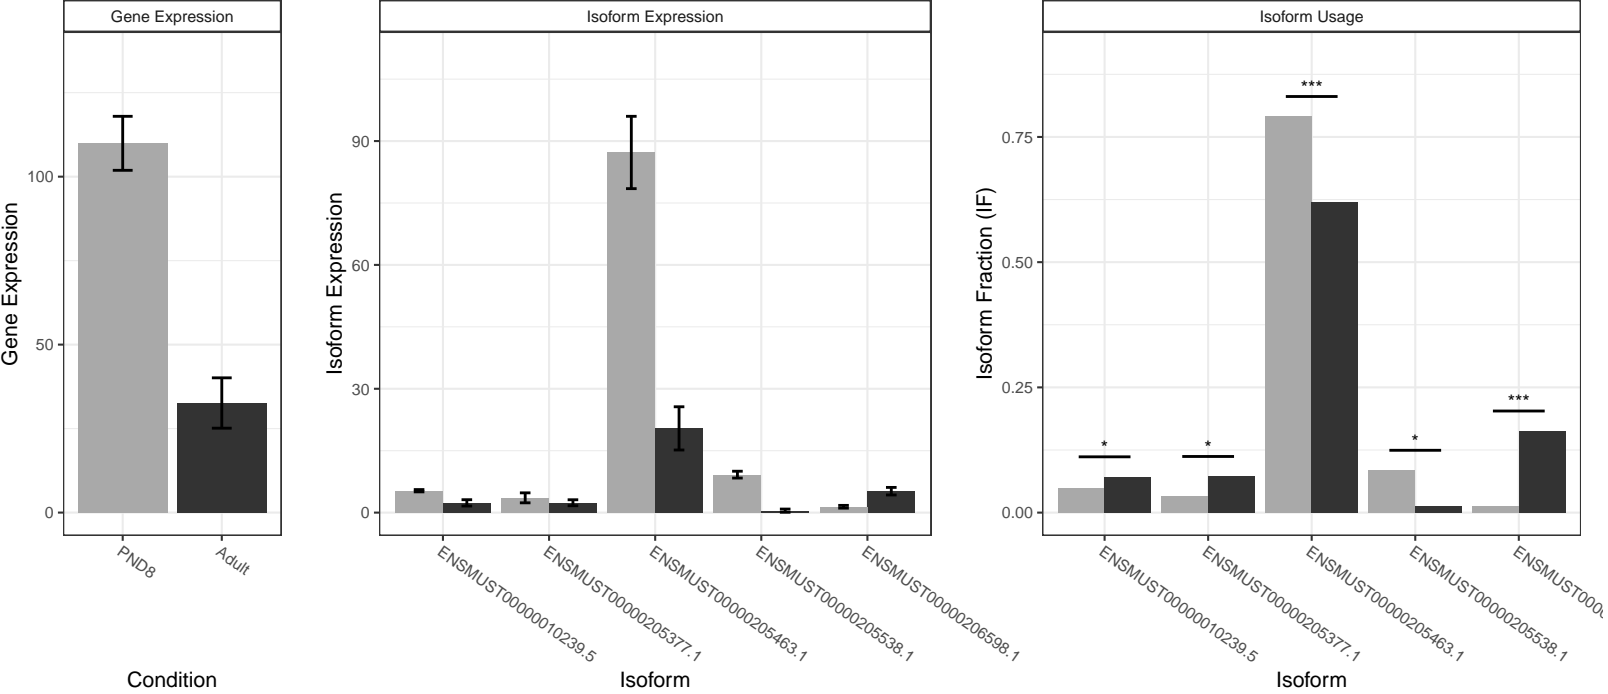 Gene Expression
Isoform Expression
Isoform Usage
Gene Expression
100
50
0
PND8
Adult
Condition
Isoform Expression
90
60
30
0
ENSMUST00000010239.5
ENSMUST00000205377.1
ENSMUST00000205463.1
ENSMUST00000205538.1
ENSMUST00000206598.1
Isoform
Isoform Fraction (IF)
0.75
0.50
0.25
0.00
*
*
***
*
***
ENSMUST00000010239.5
ENSMUST00000205377.1
ENSMUST00000205463.1
ENSMUST00000205538.1
Isoform